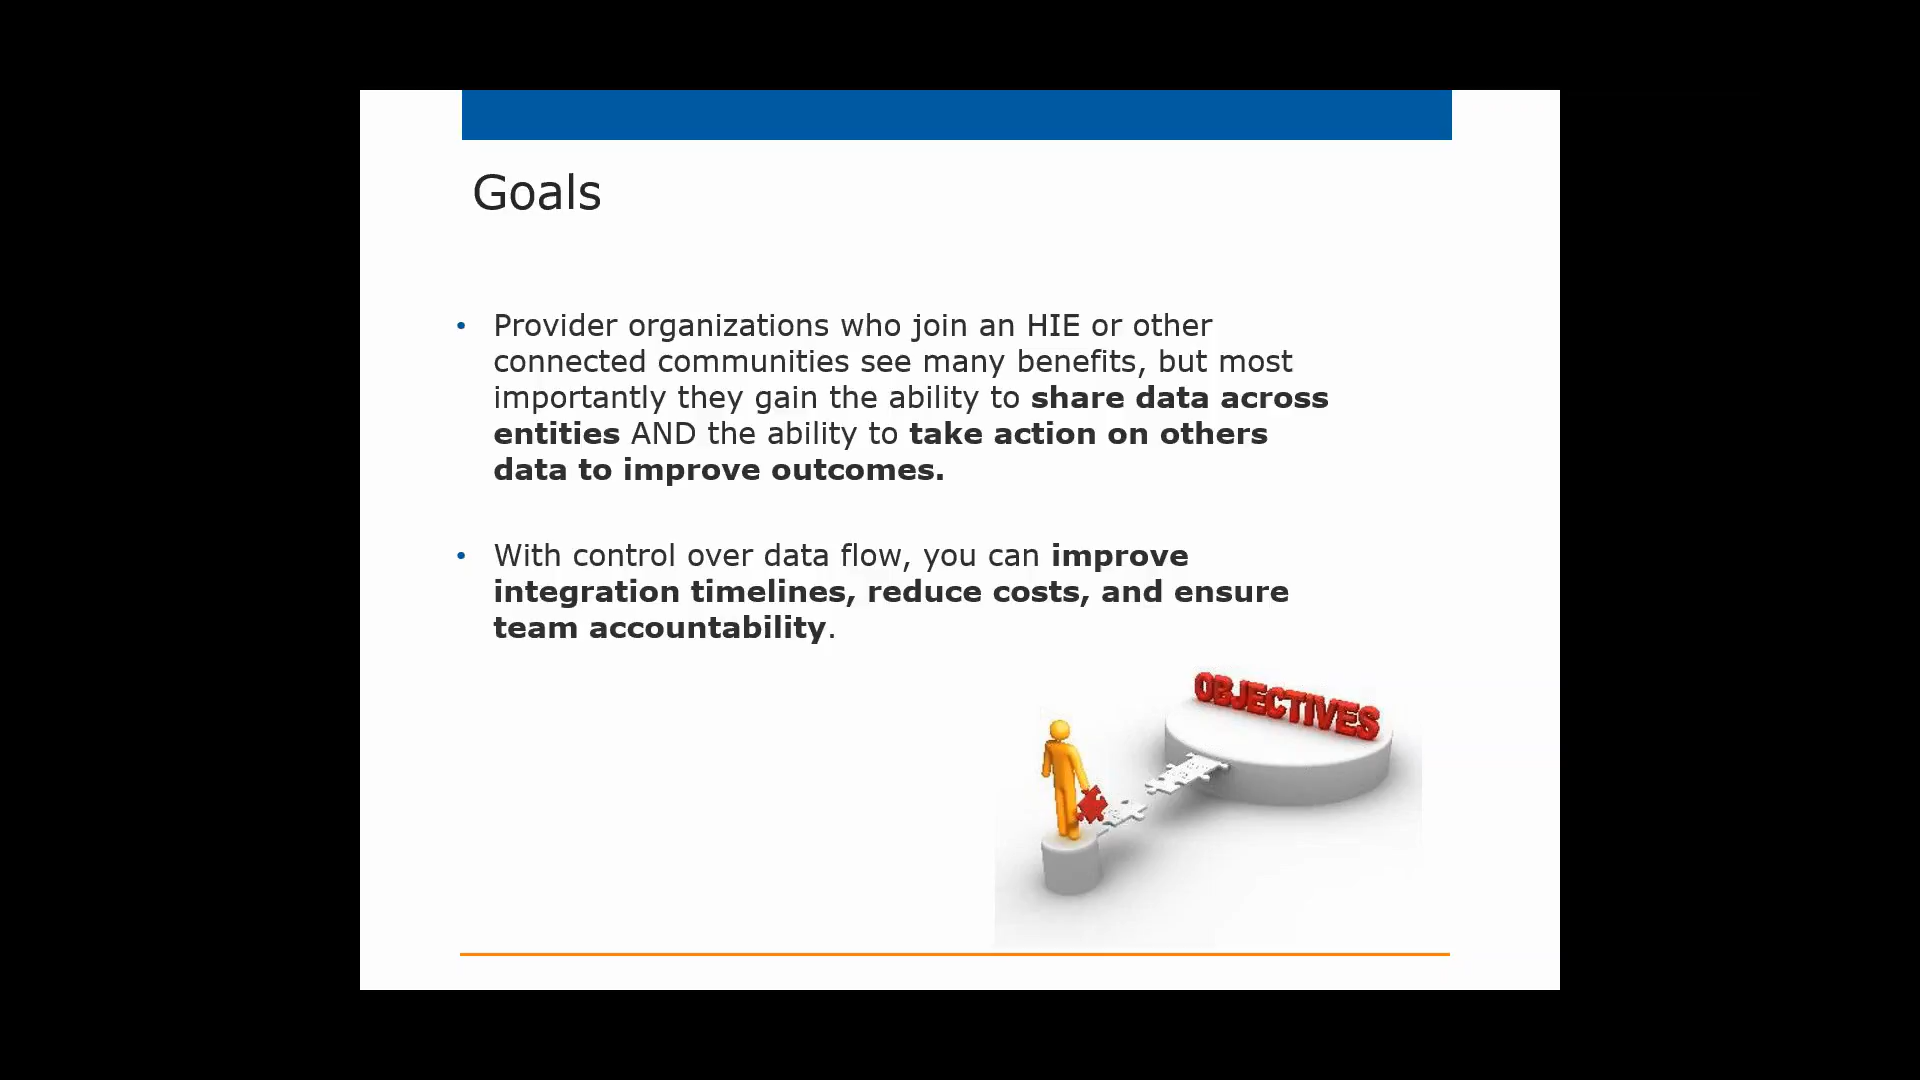 Goals
• Provider organizations who join an HIE or other
connected communities see many benefits, but most
importantly they gain the ability to share data across
entities AND the ability to take action on others
data to improve outcomes.
• With control over data flow, you can improve
integration timelines, reduce costs, and ensure
team accountability.
OBJECTIVES